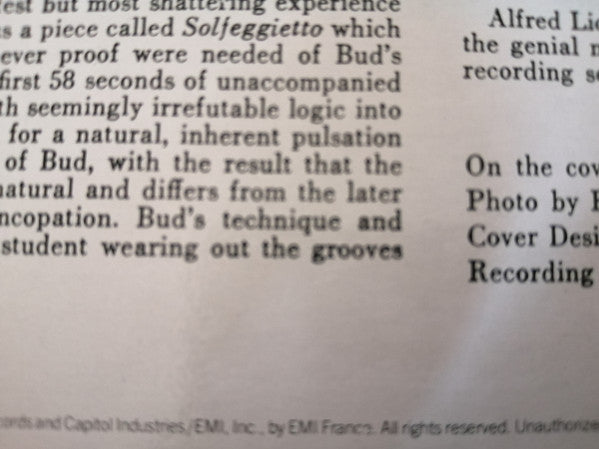 but most shattering experience
s a piece called Solfeggietto which
ever proof were needed of Bud's
first 58 seconds of unaccompanied
th seemingly irrefutable logic into
for a natural, inherent pulsation
of Bud, with the result that the
natural and differs from the later
ncopation. Bud's technique and
student wearing out the grooves
Alfred Lio
the genial
recording se
On the cov
Photo by
Cover Desi
Recording
ords and Capitol Industries/EMI, Inc., by EMI France. All rights reserved. Unauthorize